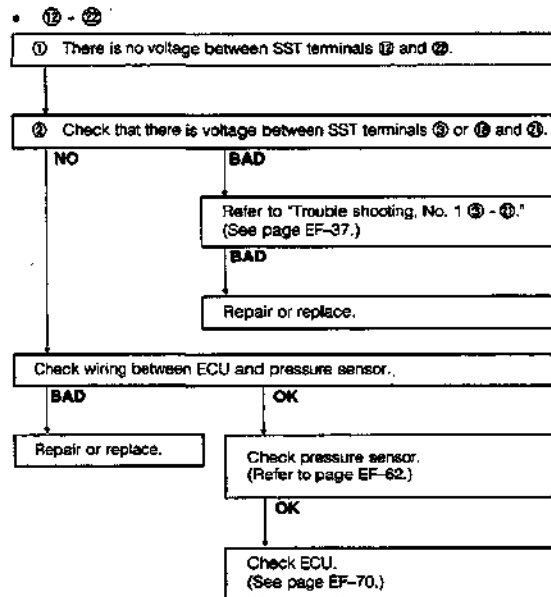 • ⑫ - ㉒
① There is no voltage between SST terminals ⑫ and ㉒.
② Check that there is voltage between SST terminals ③ or and ㉑.
NO BAD
Refer to "Trouble shooting, No. 1 ③ - ㉑."
(See page EF–37.)
BAD
Repair or replace.
Check wiring between ECU and pressure sensor.
BAD OK
Repair or replace.
Check pressure sensor.
(Refer to page EF–62.)
OK
Check ECU.
(See page EF–70.)